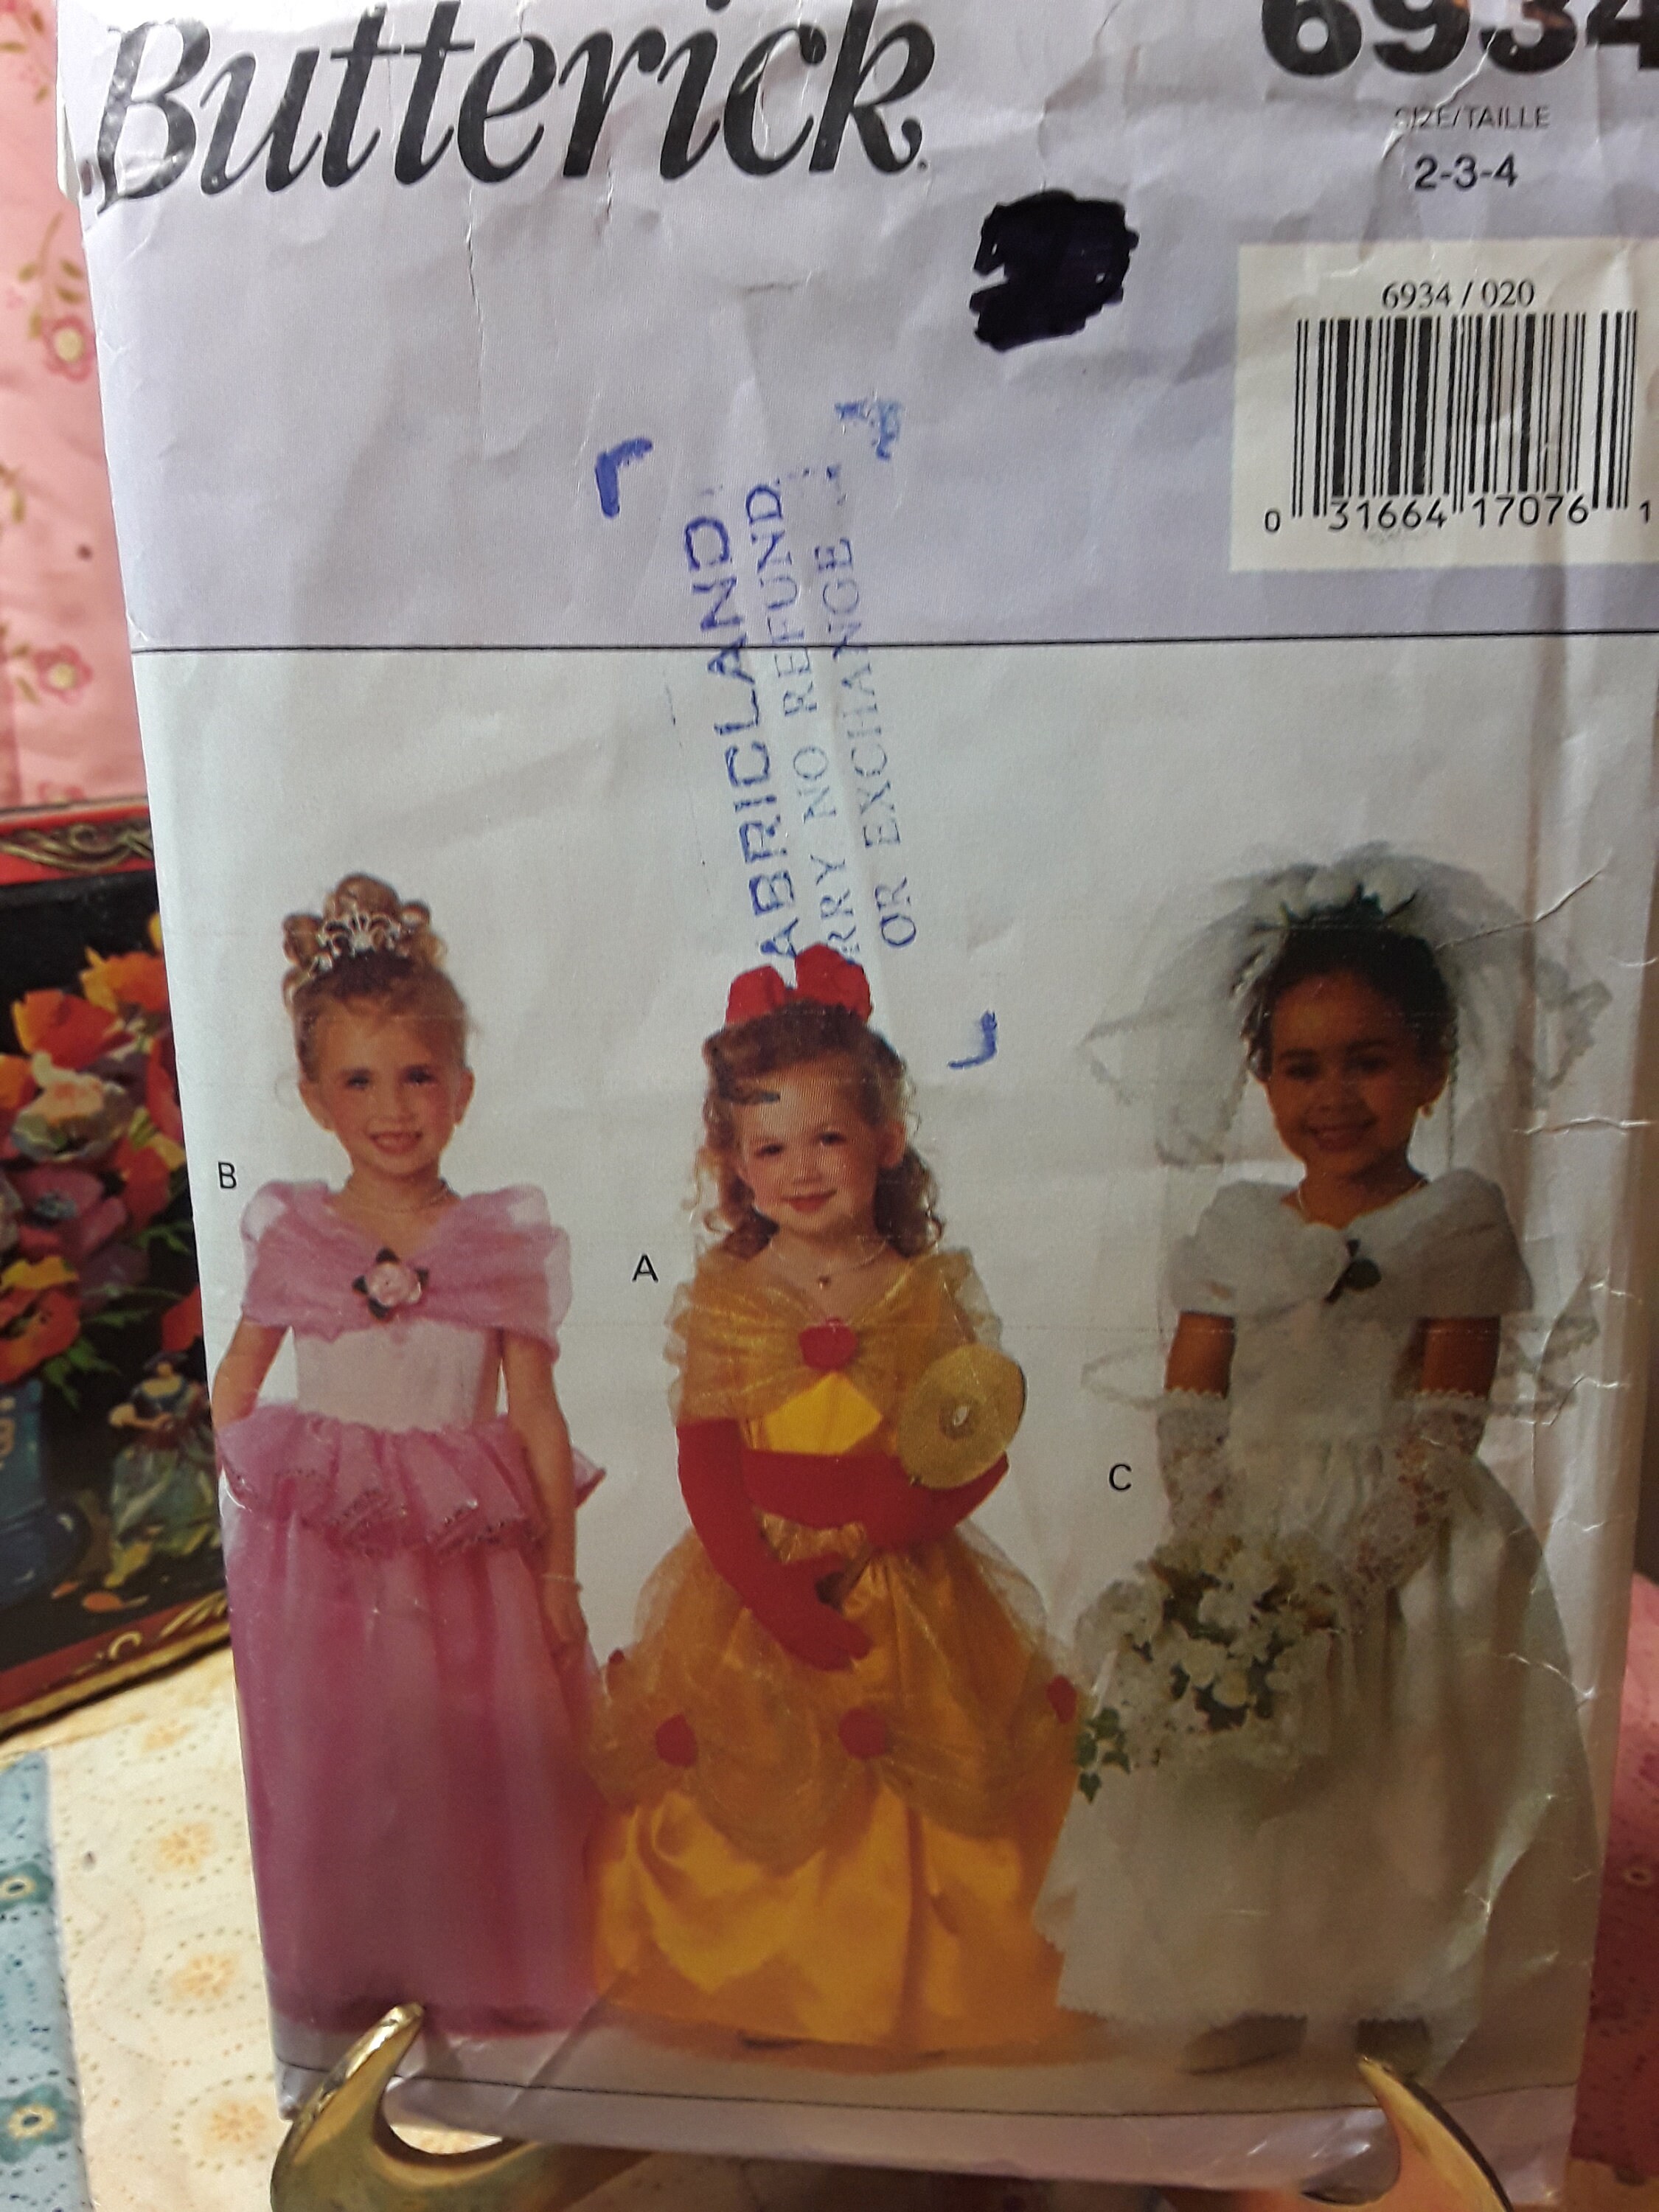 Butterick
6934
SIZE/TAILLE
2-3-4
6934 / 020
0 31664 17076 1
ABRICLAND
RRY NO REFUND
OR EXCHANGE
B
A
C